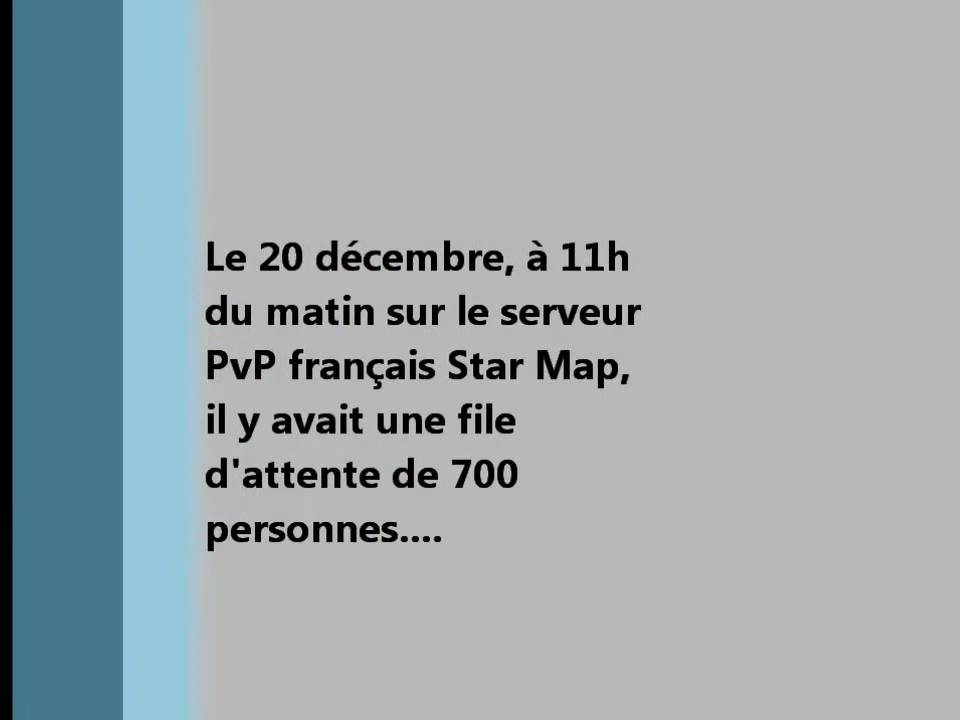 Le 20 décembre, à 11h
du matin sur le serveur
PvP français Star Map,
il y avait une file
d'attente de 700
personnes....